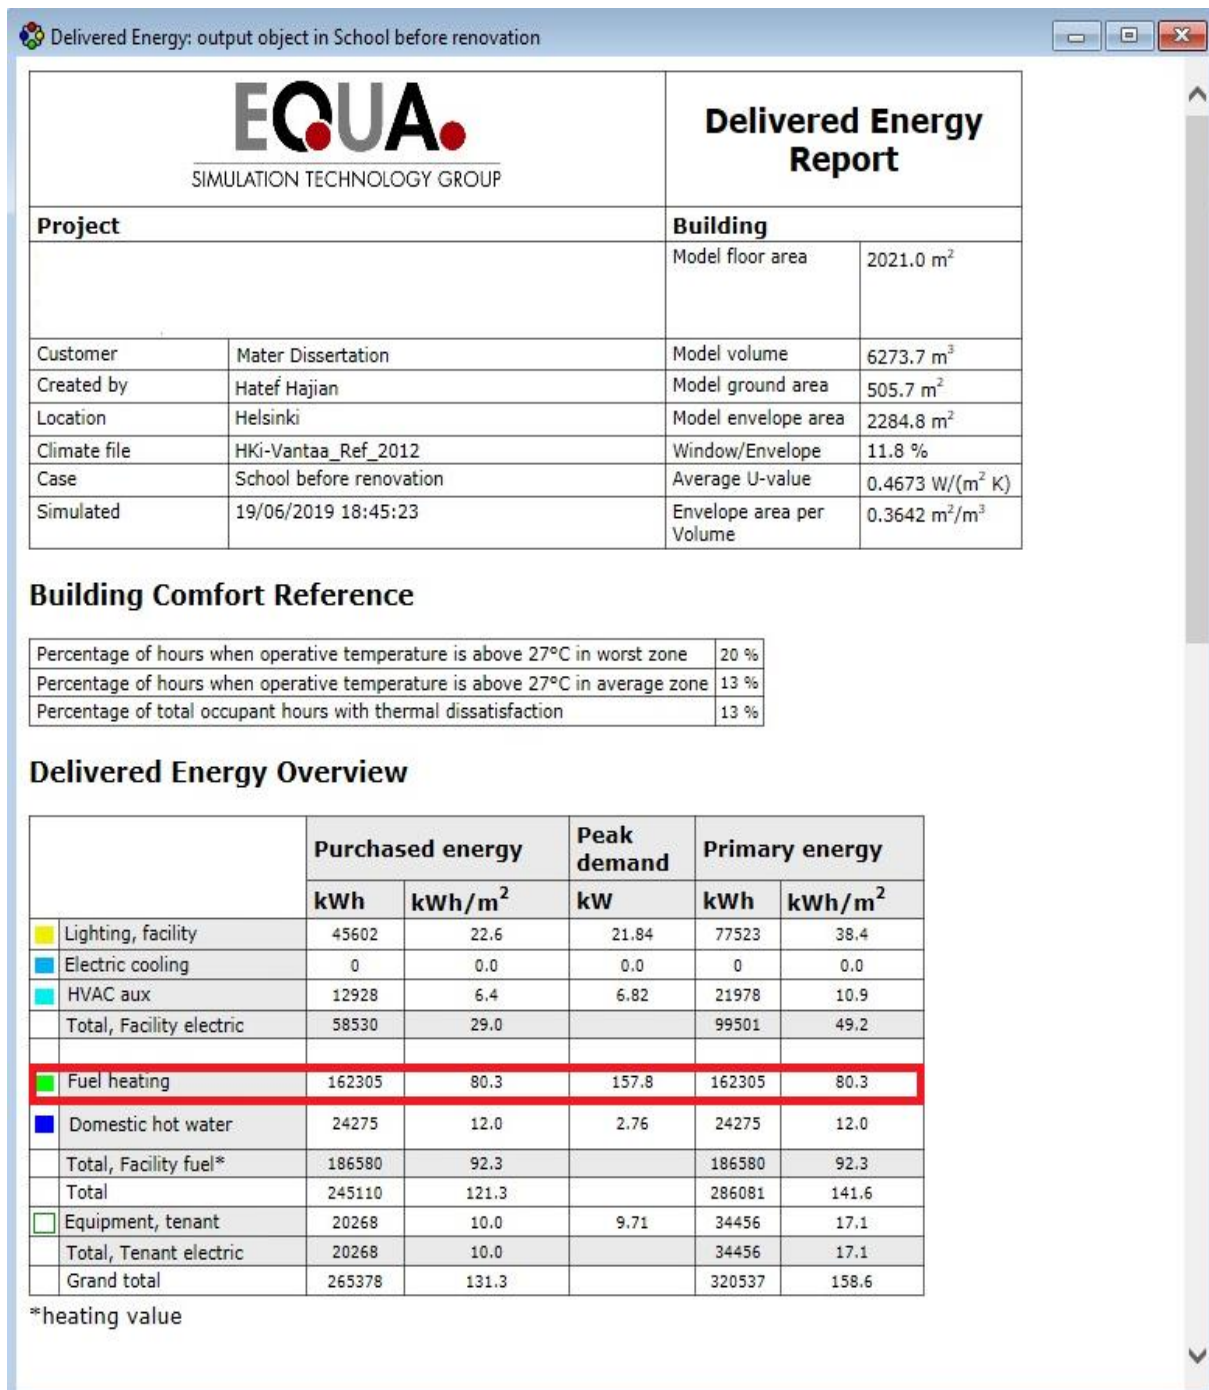 Delivered Energy: output object in School before renovation
EQUA.
SIMULATION TECHNOLOGY GROUP
Delivered Energy
Report
Project
Building
Model floor area 2021.0 m²
Customer Mater Dissertation Model volume 6273.7 m³
Created by Hatef Hajian Model ground area 505.7 m²
Location Helsinki Model envelope area 2284.8 m²
Climate file HKi-Vantaa_Ref_2012 Window/Envelope 11.8 %
Case School before renovation Average U-value 0.4673 W/(m² K)
Simulated 19/06/2019 18:45:23 Envelope area per 0.3642 m²/m³
Volume
Building Comfort Reference
Percentage of hours when operative temperature is above 27°C in worst zone 20 %
Percentage of hours when operative temperature is above 27°C in average zone 13 %
Percentage of total occupant hours with thermal dissatisfaction 13 %
Delivered Energy Overview
Purchased energy Peak demand Primary energy
kWh kWh/m² kW kWh kWh/m²
Lighting, facility 45602 22.6 21.84 77523 38.4
Electric cooling 0 0.0 0.0 0 0.0
HVAC aux 12928 6.4 6.82 21978 10.9
Total, Facility electric 58530 29.0 99501 49.2
Fuel heating 162305 80.3 157.8 162305 80.3
Domestic hot water 24275 12.0 2.76 24275 12.0
Total, Facility fuel* 186580 92.3 186580 92.3
Total 245110 121.3 286081 141.6
Equipment, tenant 20268 10.0 9.71 34456 17.1
Total, Tenant electric 20268 10.0 34456 17.1
Grand total 265378 131.3 320537 158.6
*heating value